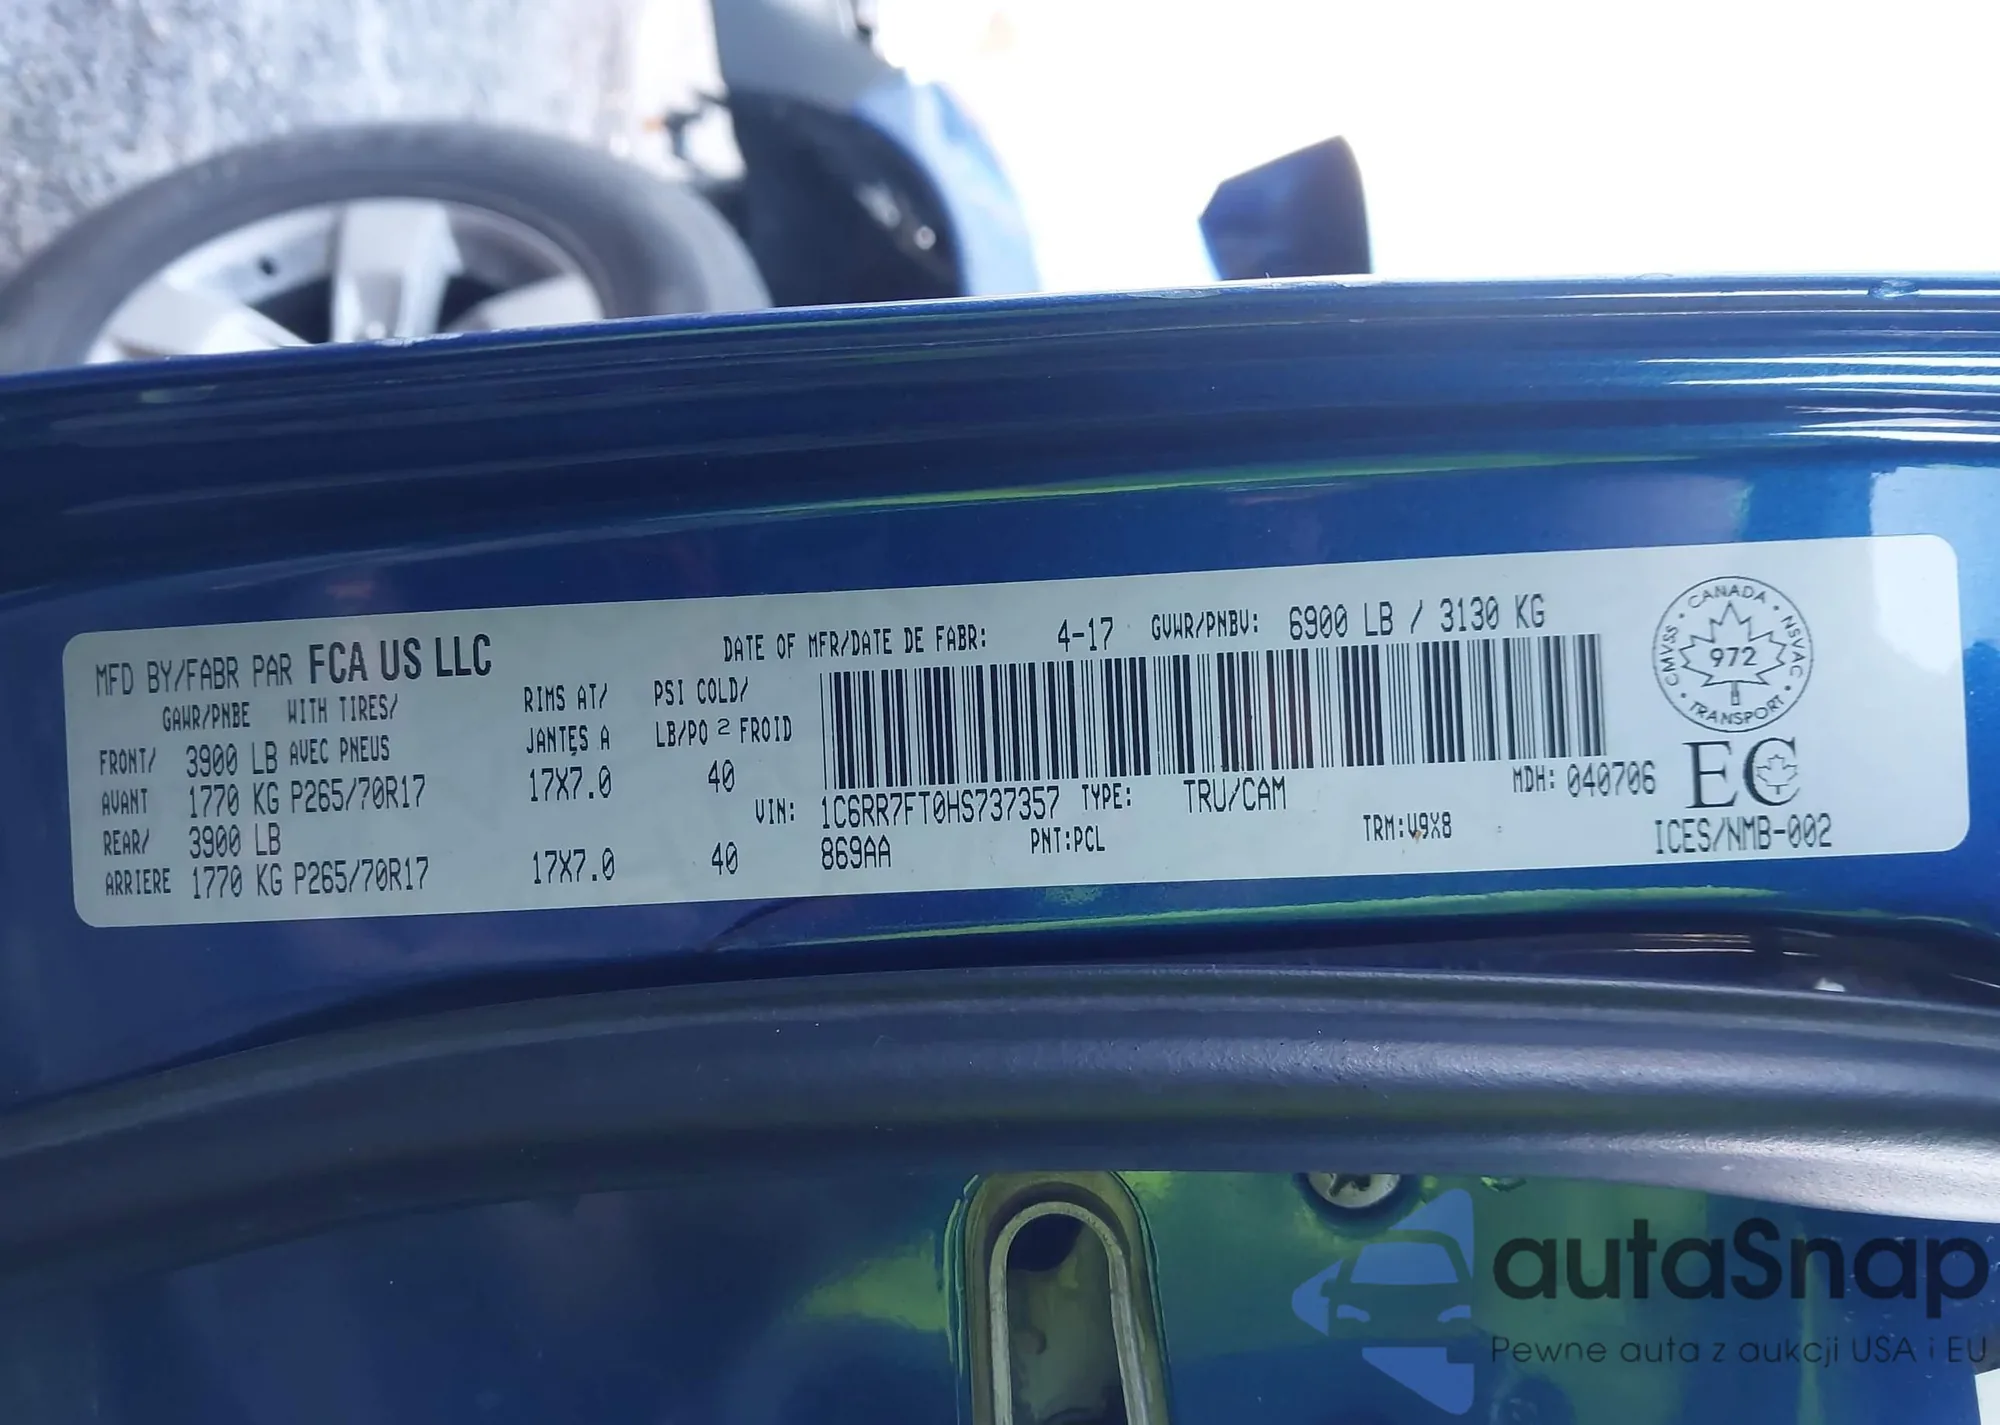 MFD BY/FABR PAR FCA US LLC
DATE OF MFR/DATE DE FABR: 4-17 GVWR/PNBV: 6900 LB / 3130 KG
GAWR/PNBE WITH TIRES/ RIMS AT/ PSI COLD/
FRONT/ 3900 LB AVEC PNEUS JANTES A LB/PO 2 FROID
AVANT 1770 KG P265/70R17 17X7.0 40
REAR/ 3900 LB
ARRIERE 1770 KG P265/70R17 17X7.0 40
VIN: 1C6RR7FT0HS737357 TYPE: TRU/CAM MDH: 040706
869AA PNT:PCL TRM:V9X8
CANADA
CMVSS 972 NSVAC
TRANSPORT
EC
ICES/NMB-002
autaSnap
Pewne auta z aukcji USA i EU